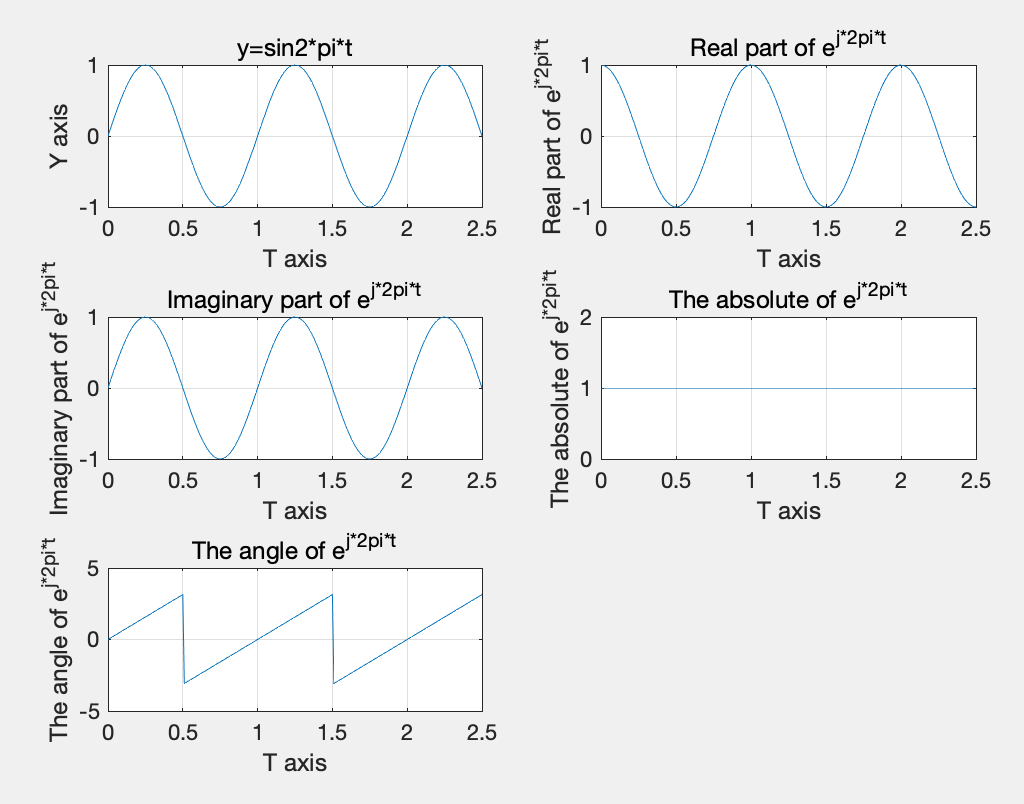 y=sin2*pi*t
Y axis
1
0
-1
0 0.5 1 1.5 2 2.5
T axis
Real part of e^j*2pi*t
Real part of e^j*2pi*t
1
0
-1
0 0.5 1 1.5 2 2.5
T axis
Imaginary part of e^j*2pi*t
Imaginary part of e^j*2pi*t
1
0
-1
0 0.5 1 1.5 2 2.5
T axis
The absolute of e^j*2pi*t
The absolute of e^j*2pi*t
2
1
0
0 0.5 1 1.5 2 2.5
T axis
The angle of e^j*2pi*t
The angle of e^j*2pi*t
5
0
-5
0 0.5 1 1.5 2 2.5
T axis